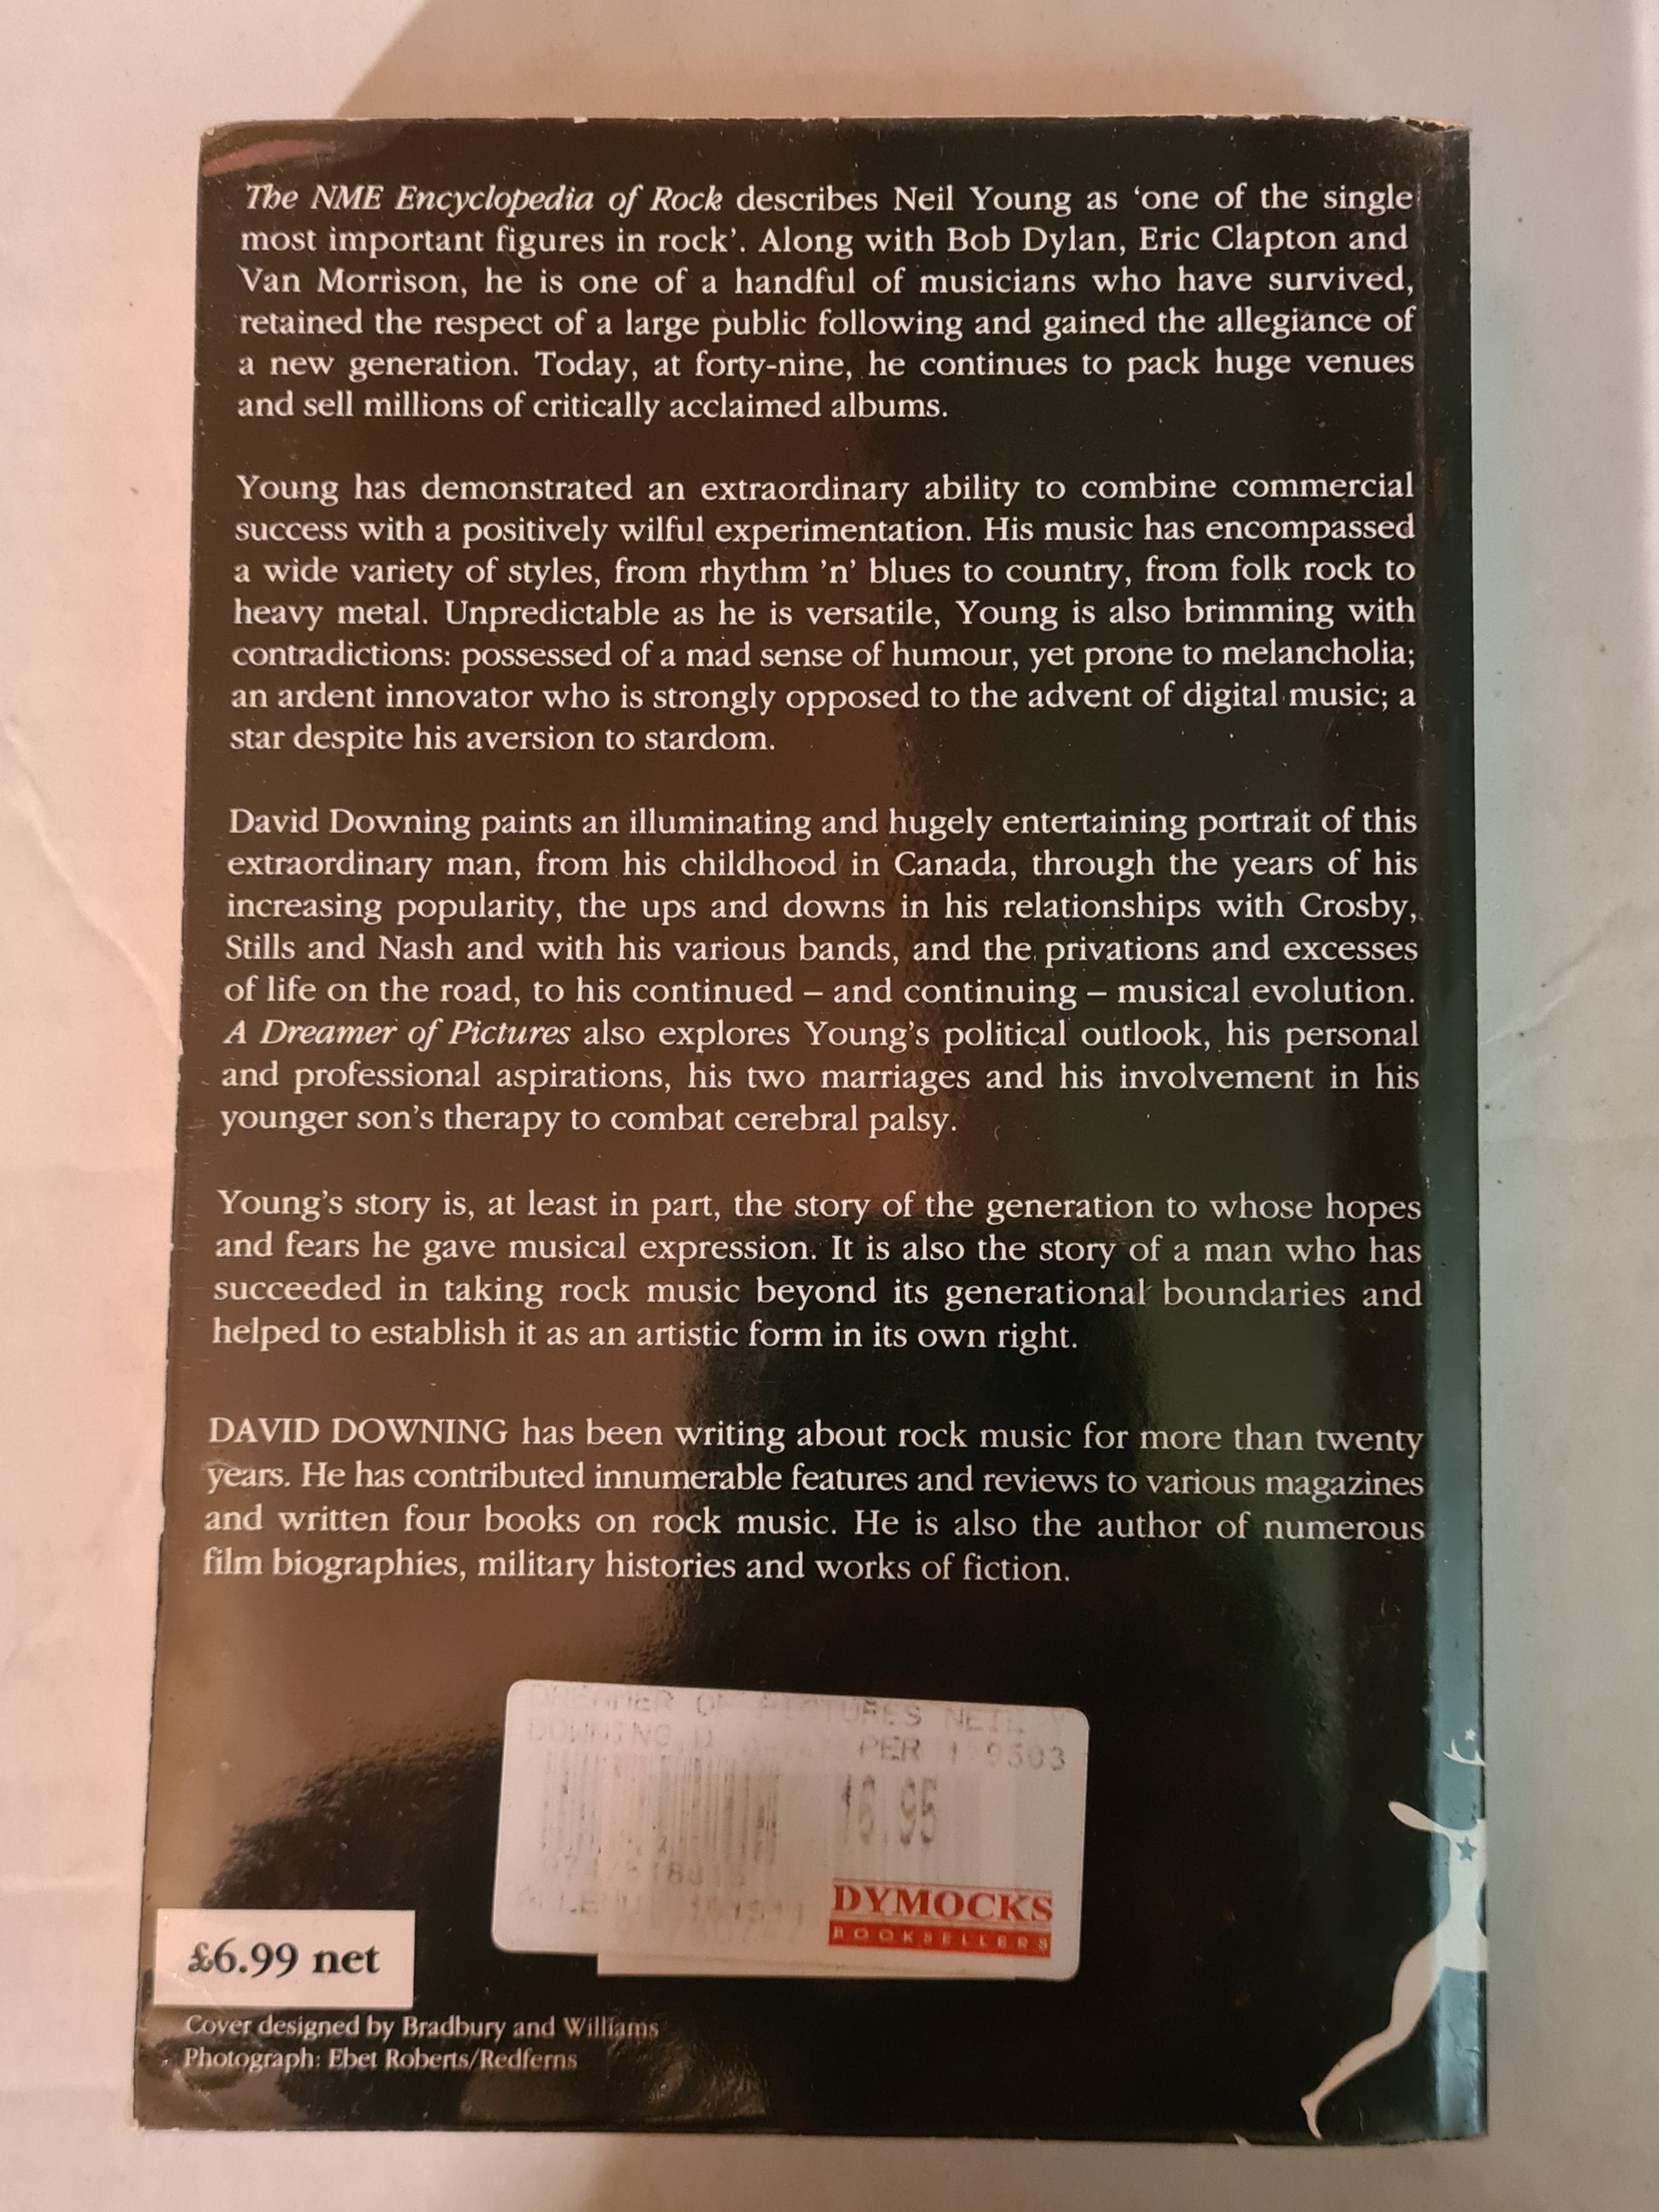 The NME Encyclopedia of Rock describes Neil Young as ‘one of the single
most important figures in rock’. Along with Bob Dylan, Eric Clapton and
Van Morrison, he is one of a handful of musicians who have survived,
retained the respect of a large public following and gained the allegiance of
a new generation. Today, at forty-nine, he continues to pack huge venues
and sell millions of critically acclaimed albums.
Young has demonstrated an extraordinary ability to combine commercial
success with a positively wilful experimentation. His music has encompassed
a wide variety of styles, from rhythm ’n’ blues to country, from folk rock to
heavy metal. Unpredictable as he is versatile, Young is also brimming with
contradictions: possessed of a mad sense of humour, yet prone to melancholia;
an ardent innovator who is strongly opposed to the advent of digital music; a
star despite his aversion to stardom.
David Downing paints an illuminating and hugely entertaining portrait of this
extraordinary man, from his childhood in Canada, through the years of his
increasing popularity, the ups and downs in his relationships with Crosby,
Stills and Nash and with his various bands, and the privations and excesses
of life on the road, to his continued – and continuing – musical evolution.
A Dreamer of Pictures also explores Young’s political outlook, his personal
and professional aspirations, his two marriages and his involvement in his
younger son’s therapy to combat cerebral palsy.
Young’s story is, at least in part, the story of the generation to whose hopes
and fears he gave musical expression. It is also the story of a man who has
succeeded in taking rock music beyond its generational boundaries and
helped to establish it as an artistic form in its own right.
DAVID DOWNING has been writing about rock music for more than twenty
years. He has contributed innumerable features and reviews to various magazines
and written four books on rock music. He is also the author of numerous
film biographies, military histories and works of fiction.
DREAMER OF PICTURES NEIL Y
DOWNING D PER 1 9503
DYMOCKS
BOOKSELLERS
£6.99 net
Cover designed by Bradbury and Williams
Photograph: Ebet Roberts/Redferns